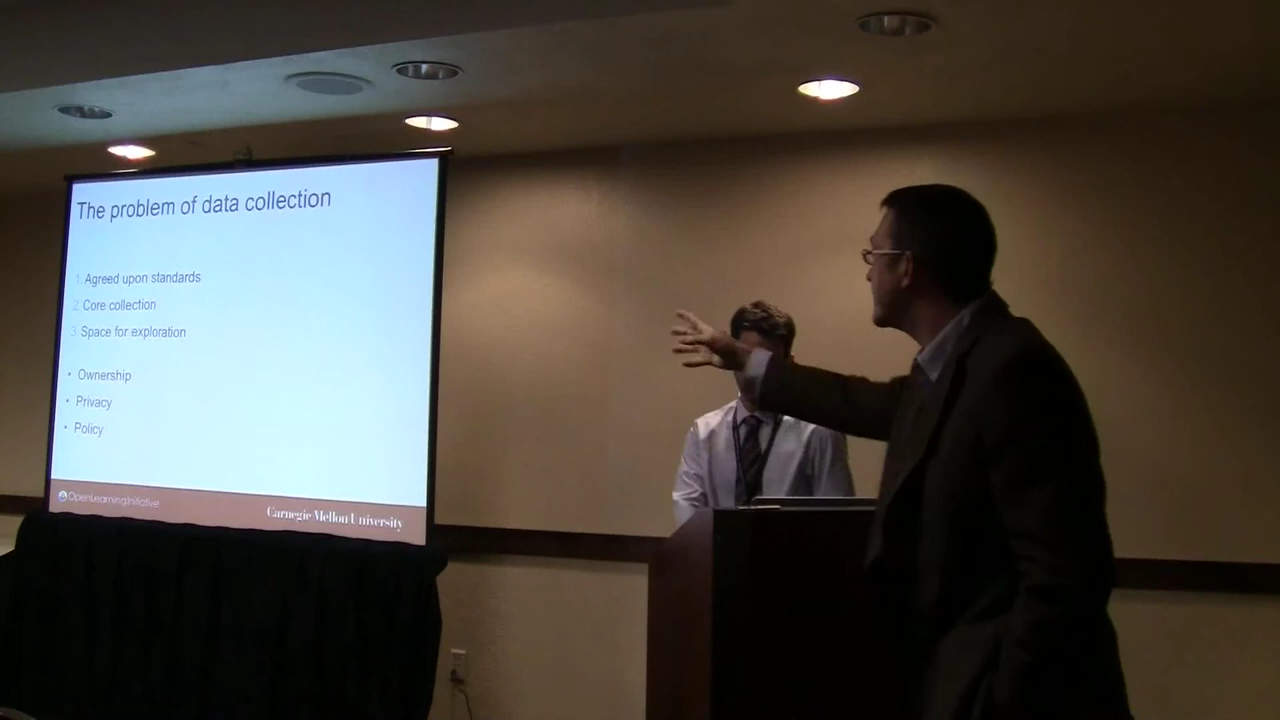 The problem of data collection
1. Agreed upon standards
2. Core collection
3. Space for exploration
• Ownership
• Privacy
• Policy
OpenLearningInitiative
Carnegie Mellon University